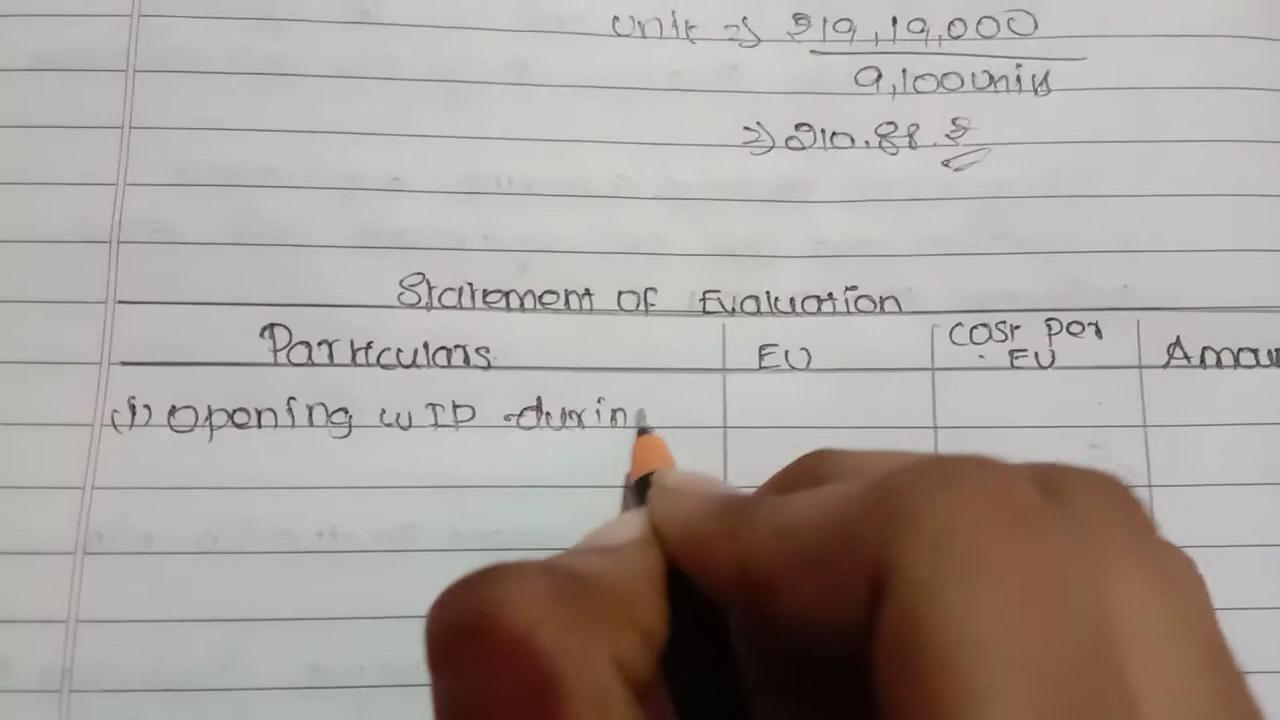 Unit => $19,19,000
9,100 units
=> 210.88 $
Statement of Evaluation
Particulars EU Cost per EU Amou
(i) Opening WIP durin